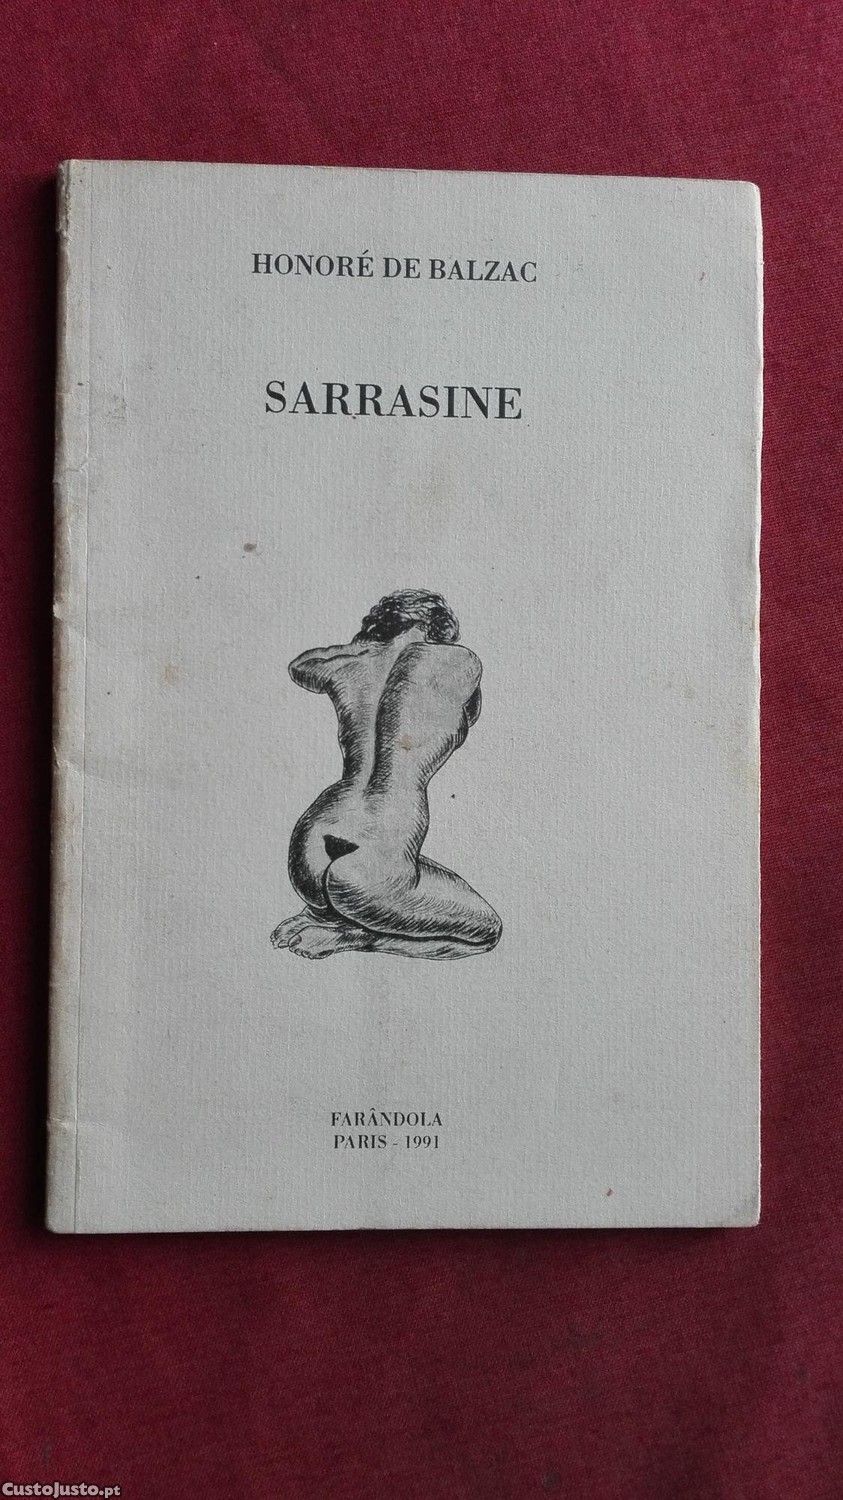 HONORÉ DE BALZAC
SARRASINE
FARÂNDOLA
PARIS - 1991
CustoJusto.pt